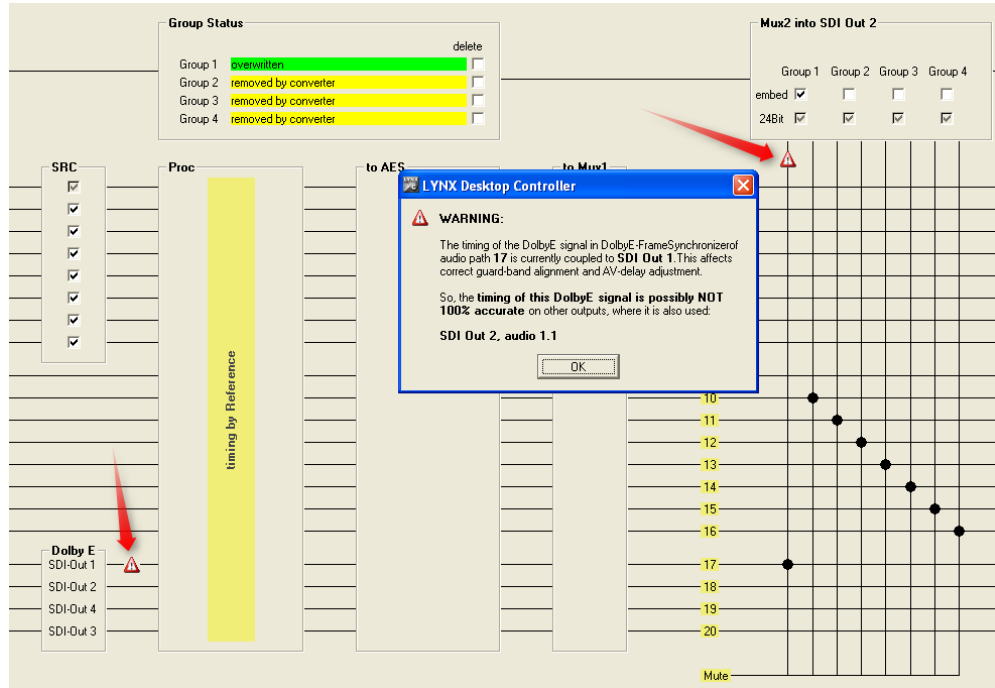 Group Status
delete
Group 1 overwritten
Group 2 removed by converter
Group 3 removed by converter
Group 4 removed by converter
Mux2 into SDI Out 2
Group 1 Group 2 Group 3 Group 4
embed
24Bit
SRC
Proc
to AES
to Mux1
LYNX Desktop Controller
WARNING:
The timing of the DolbyE signal in DolbyE-FrameSynchronizerof
audio path 17 is currently coupled to SDI Out 1.This affects
correct guard-band alignment and AV-delay adjustment.
So, the timing of this DolbyE signal is possibly NOT
100% accurate on other outputs, where it is also used:
SDI Out 2, audio 1.1
OK
timing by Reference
10
11
12
13
14
15
16
Dolby E
SDI-Out 1
SDI-Out 2
SDI-Out 4
SDI-Out 3
17
18
19
20
Mute